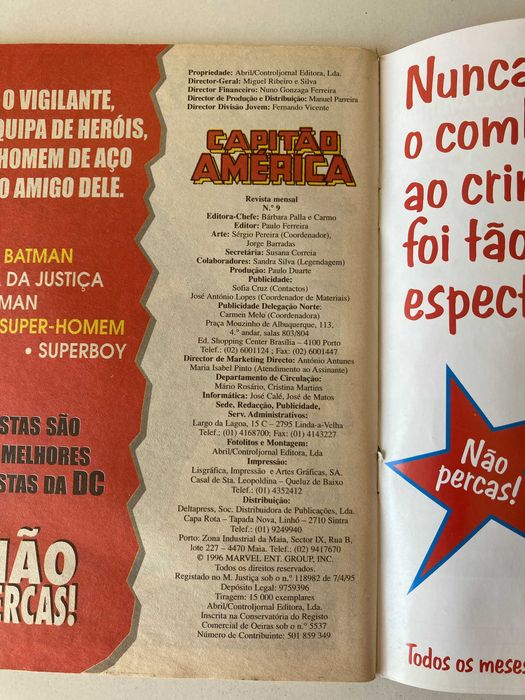 O VIGILANTE,
EQUIPA DE HERÓIS,
HOMEM DE AÇO
O AMIGO DELE.
BATMAN
DA JUSTIÇA
MAN
SUPER-HOMEM
• SUPERBOY
STAS SÃO
MELHORES
STAS DA DC
NÃO
PERCAS!
Propriedade: Abril/Controljornal Editora, Lda.
Director-Geral: Miguel Ribeiro e Silva
Director Financeiro: Nuno Gonzaga Ferreira
Director de Produção e Distribuição: Manuel Parreira
Director Divisão Jovem: Fernando Vicente
CAPITÃO
AMÉRICA
Revista mensal
N.º 9
Editora-Chefe: Bárbara Palla e Carmo
Editor: Paulo Ferreira
Arte: Sérgio Pereira (Coordenador),
Jorge Barradas
Secretária: Susana Correia
Colaboradores: Sandra Silva (Legendagem)
Produção: Paulo Duarte
Publicidade:
Sofia Cruz (Contactos)
José António Lopes (Coordenador de Materiais)
Publicidade Delegação Norte:
Carmen Melo (Coordenadora)
Praça Mouzinho de Albuquerque, 113,
4.º andar, salas 803/804
Ed. Shopping Center Brasília – 4100 Porto
Telef.: (02) 6001124 ; Fax: (02) 6001447
Director de Marketing Directo: António Antunes
Maria Isabel Pinto (Atendimento ao Assinante)
Departamento de Circulação:
Mário Rosário, Cristina Martins
Informática: José Calé, José de Matos
Sede, Redacção, Publicidade,
Serv. Administrativos:
Largo da Lagoa, 15 C – 2795 Linda-a-Velha
Telef.: (01) 4168700; Fax: (01) 4143227
Fotolitos e Montagem:
Abril/Controljornal Editora, Lda
Impressão:
Lisgráfica, Impressão e Artes Gráficas, SA.
Casal de Sta. Leopoldina – Queluz de Baixo
Telef.: (01) 4352412
Distribuição:
Deltapress, Soc. Distribuidora de Publicações, Lda.
Capa Rota – Tapada Nova, Linhó – 2710 Sintra
Telef.: (01) 9249940
Porto: Zona Industrial da Maia, Sector IX, Rua B,
lote 227 – 4470 Maia. Telef.: (02) 9417670
© 1996 MARVEL ENT. GROUP, INC.
Todos os direitos reservados.
Registado no M. Justiça sob o n.º 118982 de 7/4/95
Depósito Legal: 9759396
Tiragem: 15 000 exemplares
Abril/Controljornal Editora, Lda.
Inscrita na Conservatória do Registo
Comercial de Oeiras sob o n.º 5537
Número de Contribuinte: 501 859 349
Nunca
o com
ao cri
foi tão
espect
Não
percas!
Todos os meses